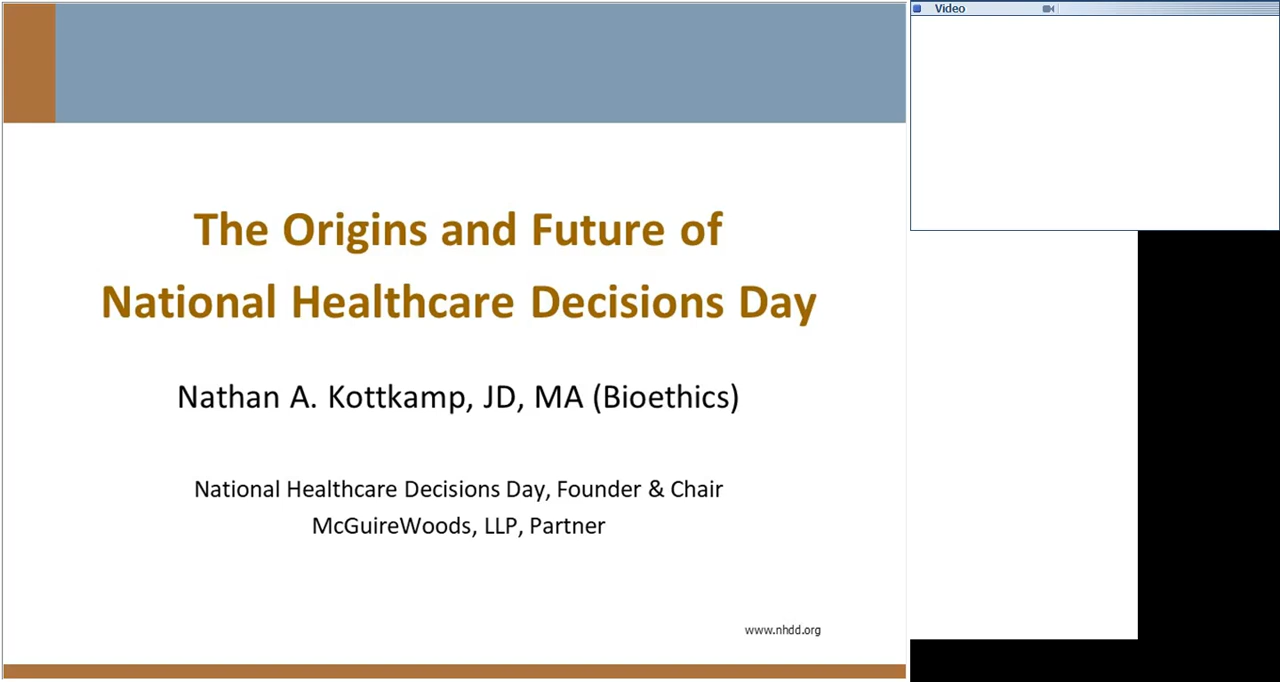 Video
The Origins and Future of
National Healthcare Decisions Day
Nathan A. Kottkamp, JD, MA (Bioethics)
National Healthcare Decisions Day, Founder & Chair
McGuireWoods, LLP, Partner
www.nhdd.org